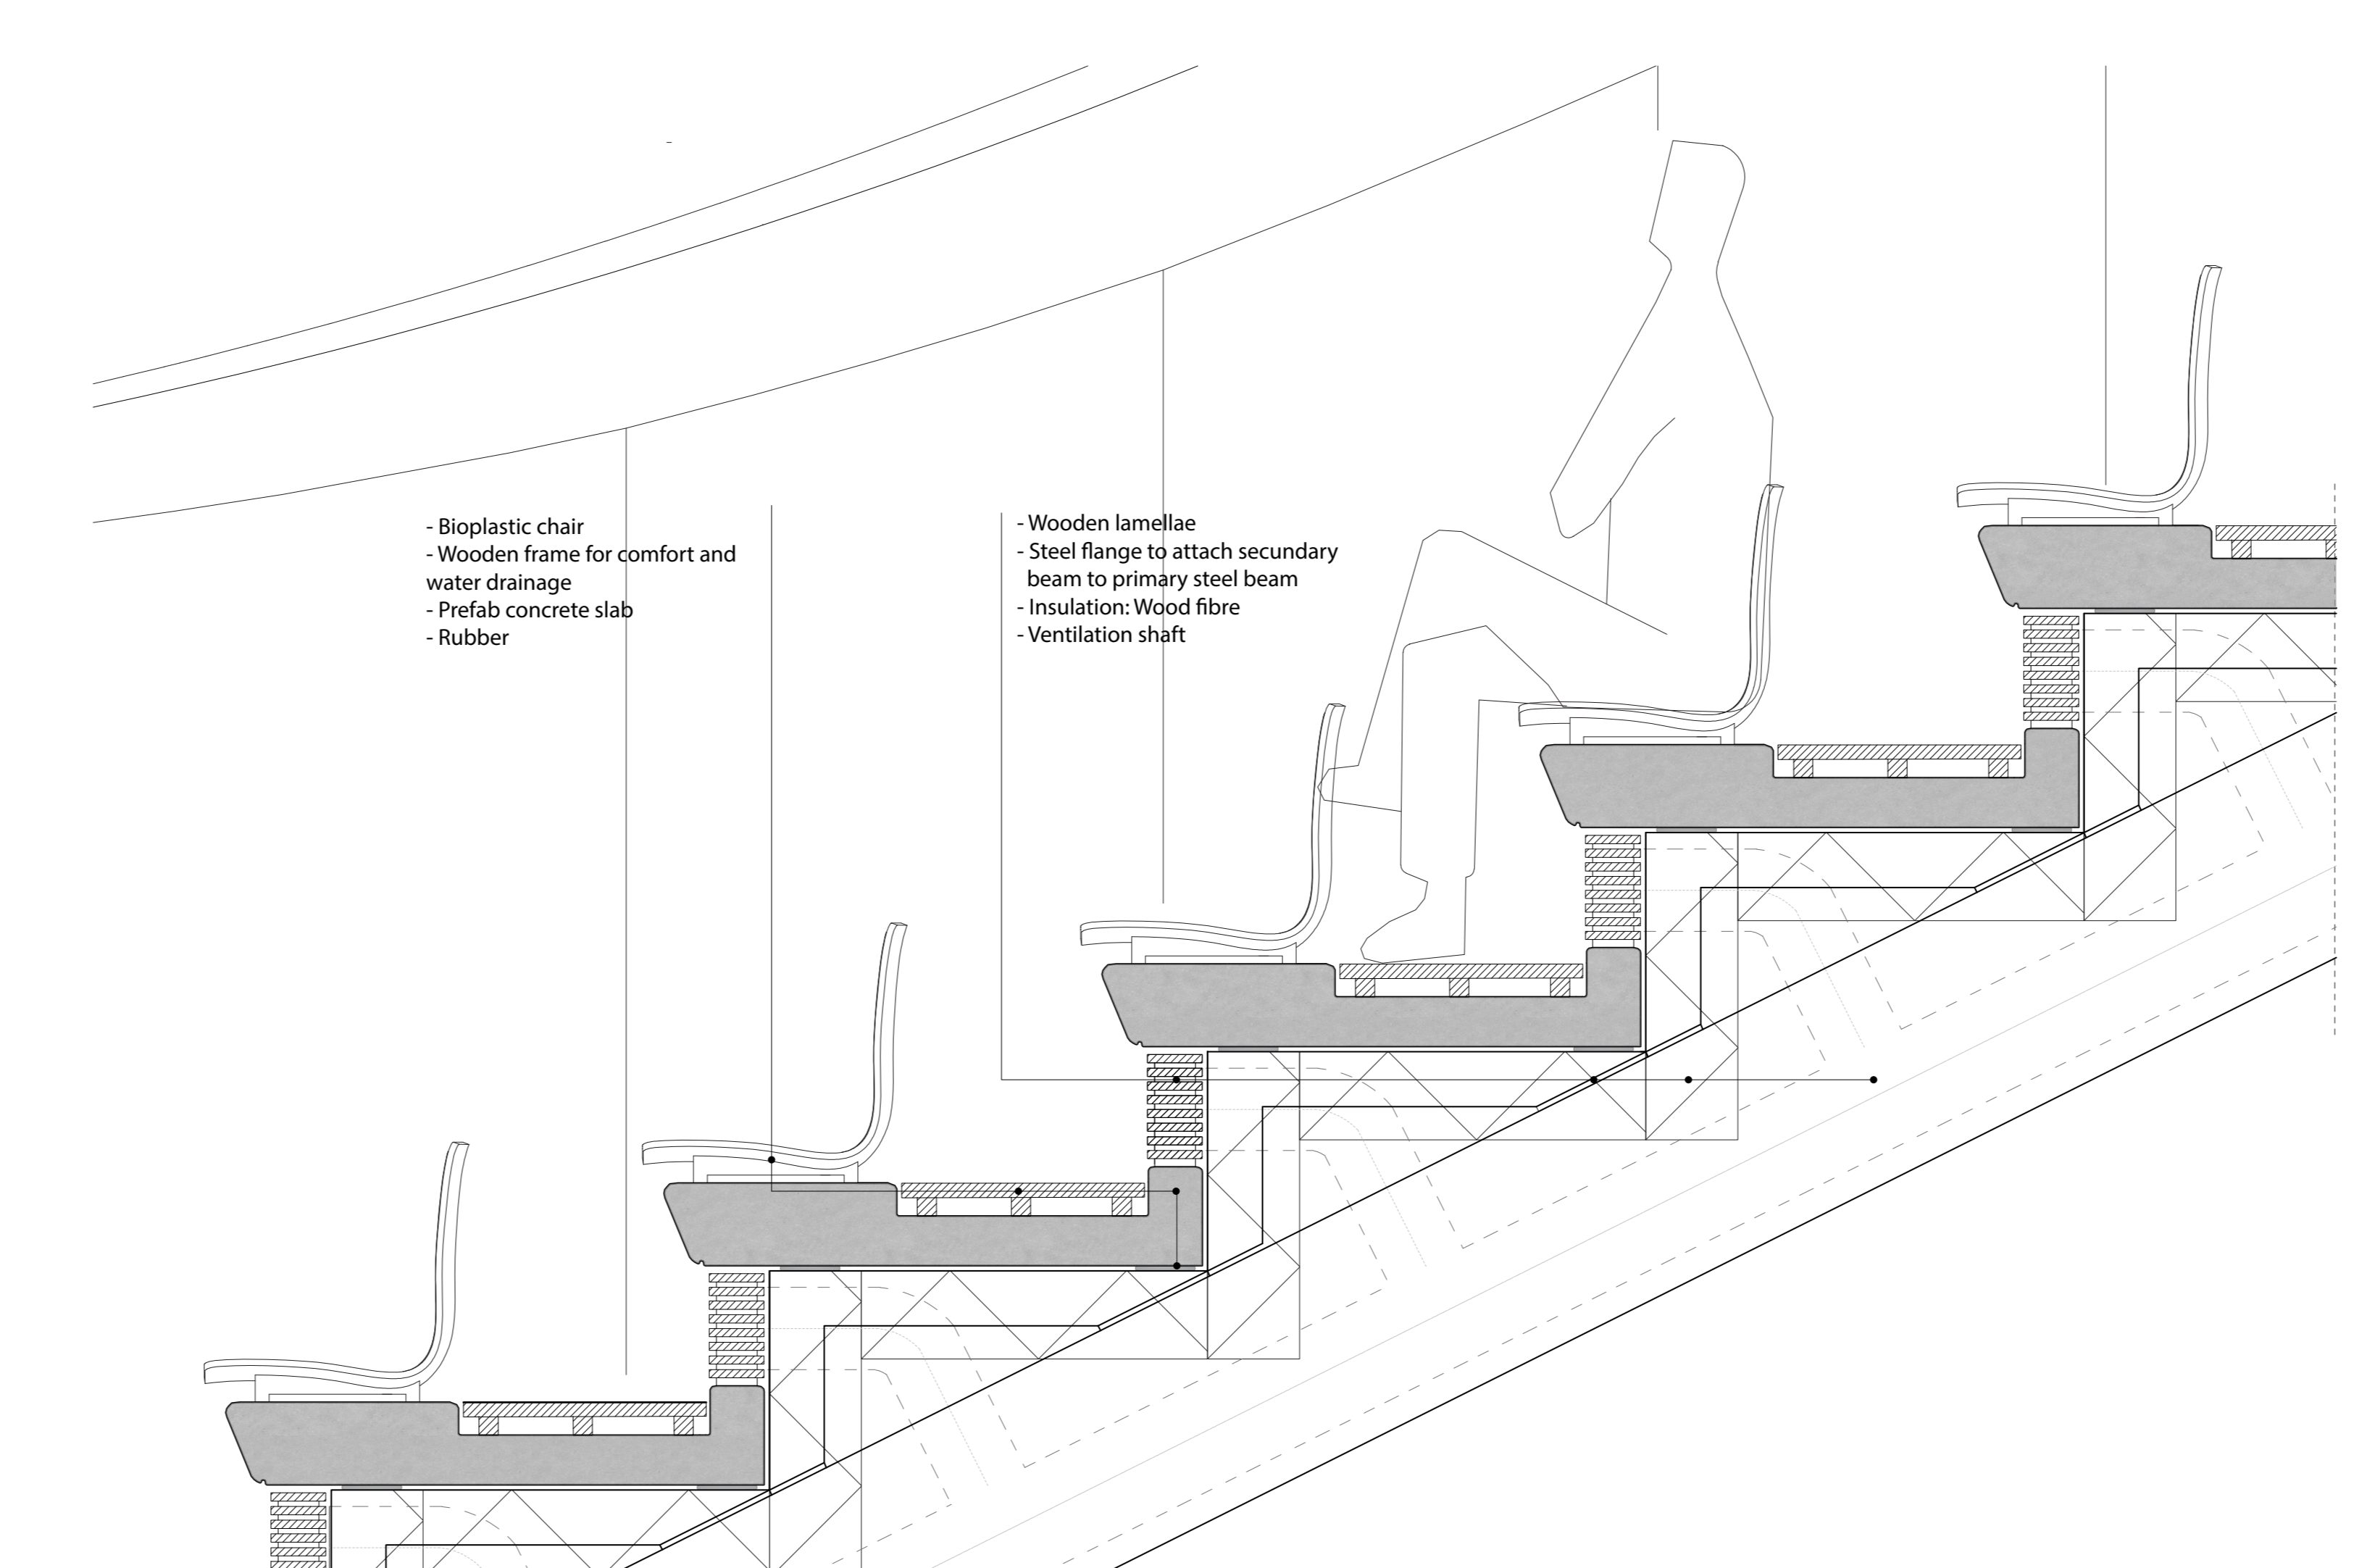 - Bioplastic chair
- Wooden frame for comfort and
water drainage
- Prefab concrete slab
- Rubber
- Wooden lamellae
- Steel flange to attach secundary
beam to primary steel beam
- Insulation: Wood fibre
- Ventilation shaft